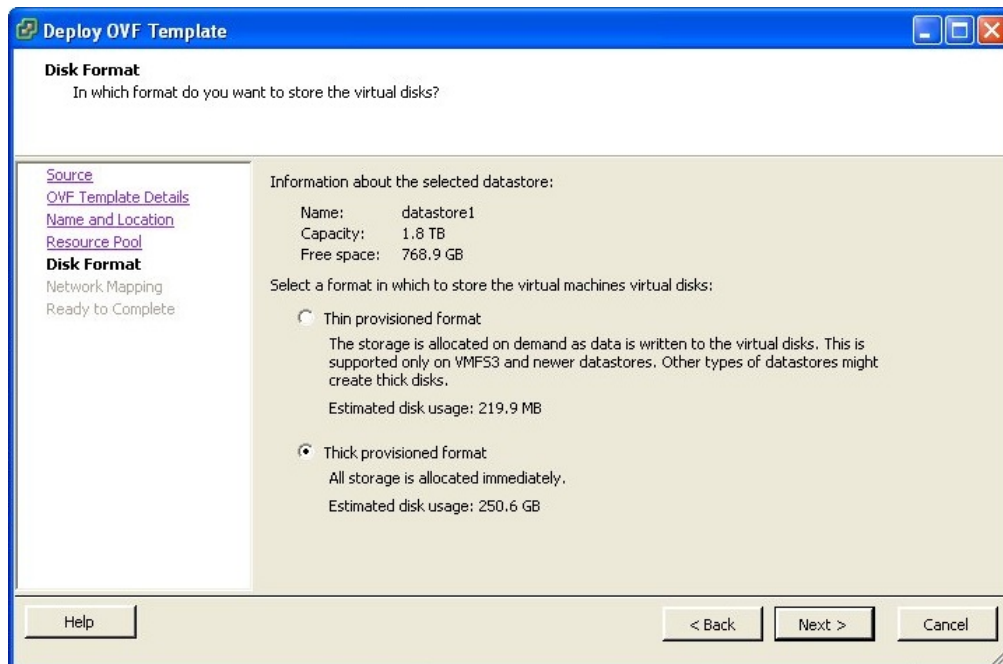 Deploy OVF Template
Disk Format
In which format do you want to store the virtual disks?
Source
OVF Template Details
Name and Location
Resource Pool
Disk Format
Network Mapping
Ready to Complete
Information about the selected datastore:
Name: datastore1
Capacity: 1.8 TB
Free space: 768.9 GB
Select a format in which to store the virtual machines virtual disks:
Thin provisioned format
The storage is allocated on demand as data is written to the virtual disks. This is
supported only on VMFS3 and newer datastores. Other types of datastores might
create thick disks.
Estimated disk usage: 219.9 MB
Thick provisioned format
All storage is allocated immediately.
Estimated disk usage: 250.6 GB
Help
< Back
Next >
Cancel